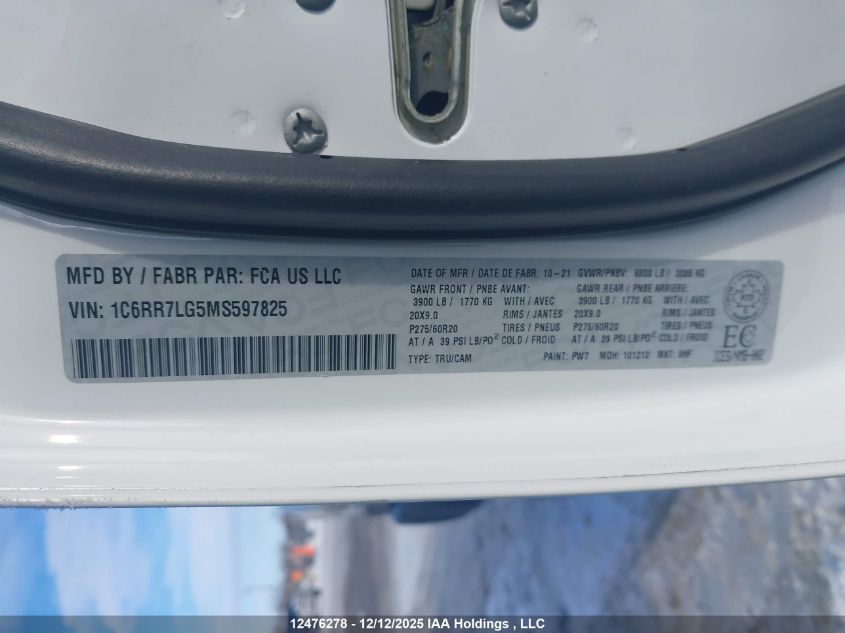 MFD BY / FABR PAR: FCA US LLC
VIN: 1C6RR7LG5MS597825
DATE OF MFR / DATE DE FABR: 10-21 GVWR/PNBV: 6800 LB / 3085 KG
GAWR FRONT / PNBE AVANT: GAWR REAR / PNBE ARRIERE:
3900 LB / 1770 KG WITH / AVEC 3900 LB / 1770 KG WITH / AVEC
20X9.0 RIMS / JANTES 20X9.0 RIMS / JANTES
P275/60R20 TIRES / PNEUS P275/60R20 TIRES / PNEUS
AT / A 39 PSI LB/PO² COLD / FROID AT / A 39 PSI LB/PO² COLD / FROID
TYPE: TRU/CAM PAINT: PW7 MDH: 101212 MKT:
EC
12476278 - 12/12/2025 IAA Holdings , LLC